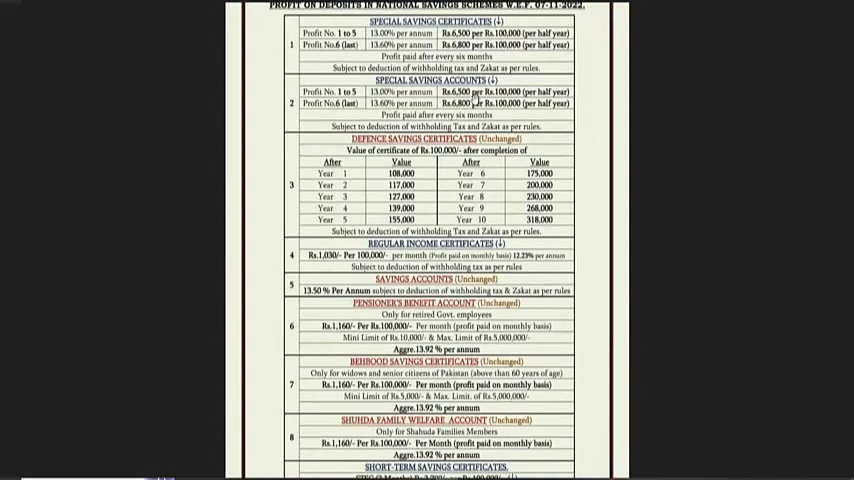 PROFIT ON DEPOSITS IN NATIONAL SAVINGS SCHEMES W.E.F. 07-11-2022.
SPECIAL SAVINGS CERTIFICATES (↓)
1
Profit No. 1 to 5 13.00% per annum Rs.6,500 per Rs.100,000 (per half year)
Profit No.6 (last) 13.60% per annum Rs.6,800 per Rs.100,000 (per half year)
Profit paid after every six months
Subject to deduction of withholding tax and Zakat as per rules.
SPECIAL SAVINGS ACCOUNTS (↓)
2
Profit No. 1 to 5 13.00% per annum Rs.6,500 per Rs.100,000 (per half year)
Profit No.6 (last) 13.60% per annum Rs.6,800 per Rs.100,000 (per half year)
Profit paid after every six months
Subject to deduction of withholding Tax and Zakat as per rules.
DEFENCE SAVINGS CERTIFICATES (Unchanged)
Value of certificate of Rs.100,000/- after completion of
3
After Value After Value
Year 1 108,000 Year 6 175,000
Year 2 117,000 Year 7 200,000
Year 3 127,000 Year 8 230,000
Year 4 139,000 Year 9 268,000
Year 5 155,000 Year 10 318,000
Subject to deduction of withholding Tax and Zakat as per rules.
REGULAR INCOME CERTIFICATES (↓)
4
Rs.1,030/- Per 100,000/- per month (Profit paid on monthly basis) 12.23% per annum
Subject to deduction of withholding tax as per rules
SAVINGS ACCOUNTS (Unchanged)
5
13.50 % Per Annum subject to deduction of withholding tax & Zakat as per rules
PENSIONER'S BENEFIT ACCOUNT (Unchanged)
Only for retired Govt. employees
6
Rs.1,160/- Per Rs.100,000/- Per month (profit paid on monthly basis)
Mini Limit of Rs.10,000/- & Max. Limit of Rs.5,000,000/-
Aggre.13.92 % per annum
BEHBOOD SAVINGS CERTIFICATES (Unchanged)
Only for widows and senior citizens of Pakistan (above than 60 years of age)
7
Rs.1,160/- Per Rs.100,000/- Per month (profit paid on monthly basis)
Mini Limit of Rs.5,000/- & Max. Limit. of Rs.5,000,000/-
Aggre.13.92 % per annum
SHUHDA FAMILY WELFARE ACCOUNT (Unchanged)
Only for Shahuda Families Members
8
Rs.1,160/- Per Rs.100,000/- Per Month (profit paid on monthly basis)
Aggre.13.92 % per annum
SHORT-TERM SAVINGS CERTIFICATES.